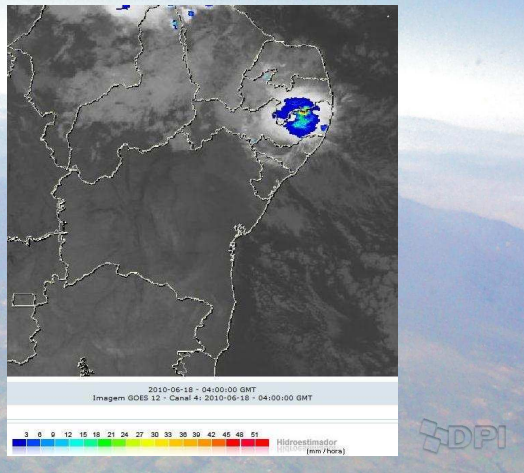 2010-06-18 - 04:00:00 GMT
Imagem GOES 12 - Canal 4: 2010-06-18 - 04:00:00 GMT
3 6 9 12 15 18 21 24 27 30 33 36 39 42 45 48 51
Hidroestimador
(mm/hora)
DPI